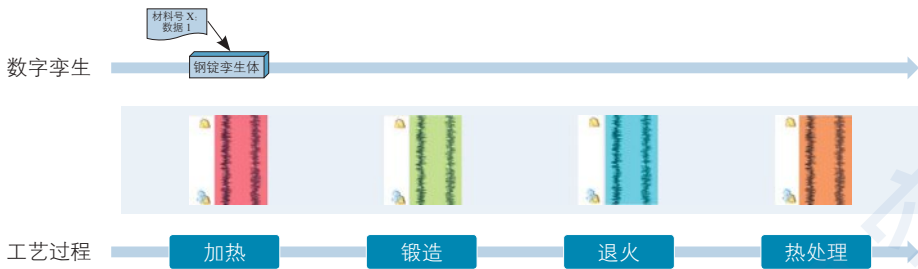 材料号 X:
数据 1
数字孪生
钢锭孪生体
工艺过程
加热
锻造
退火
热处理